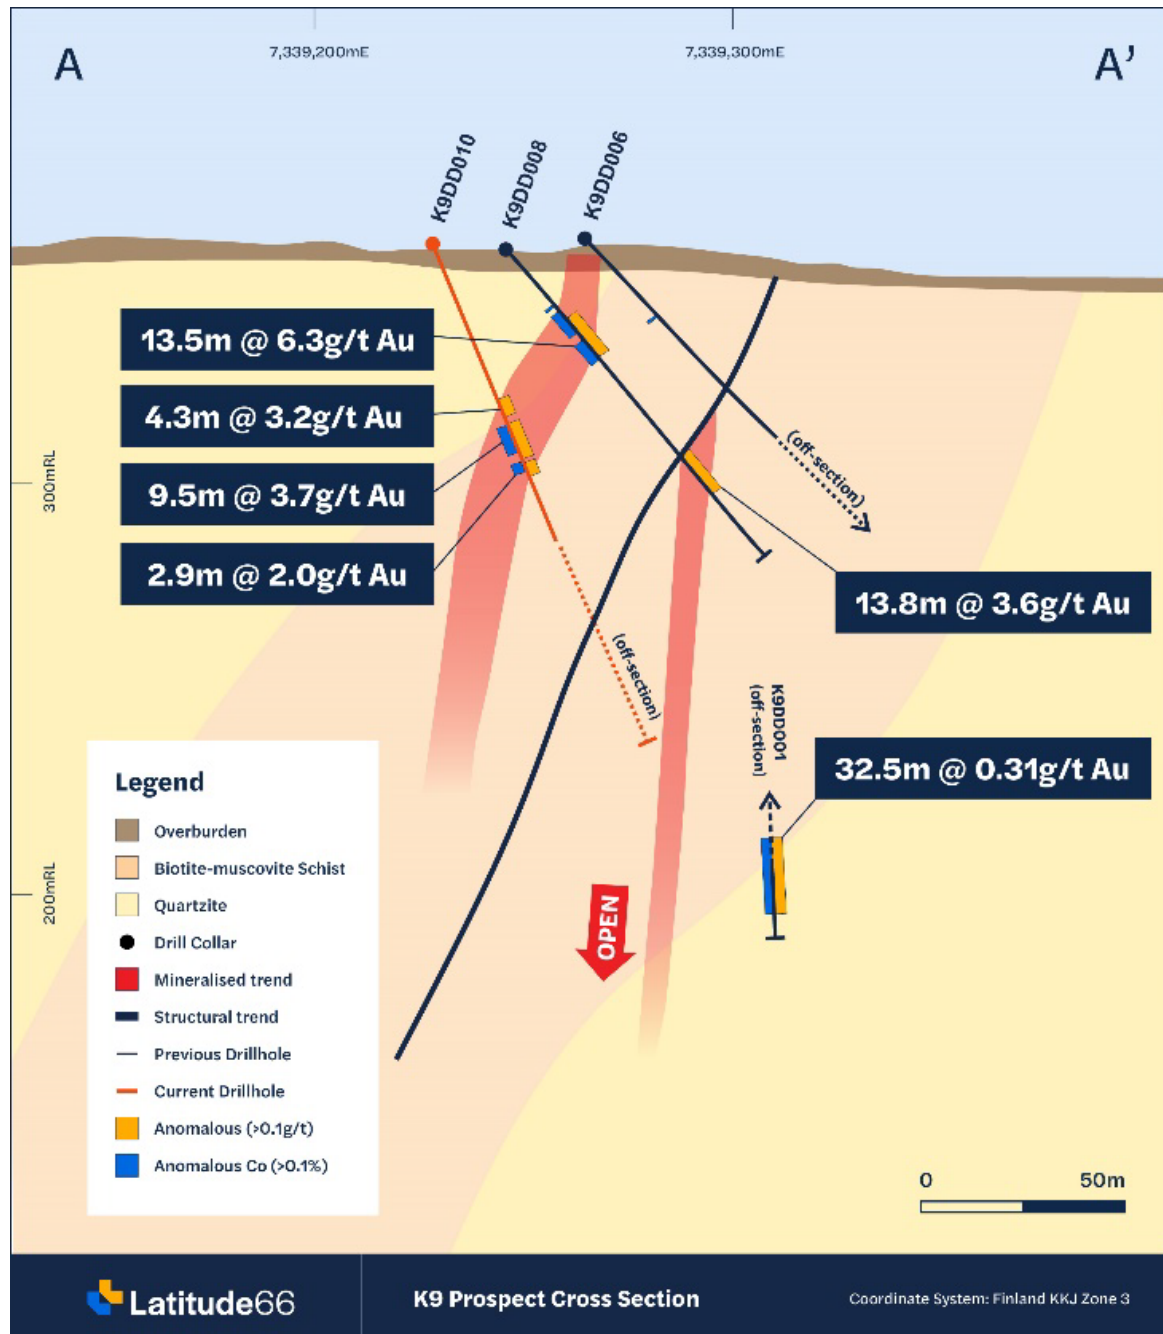 A
7,339,200mE
7,339,300mE
A’
K9DD010
K9DD008
K9DD006
13.5m @ 6.3g/t Au
4.3m @ 3.2g/t Au
9.5m @ 3.7g/t Au
2.9m @ 2.0g/t Au
300mRL
(off-section)
13.8m @ 3.6g/t Au
(off-section)
K9DD001
(off-section)
32.5m @ 0.31g/t Au
200mRL
OPEN
Legend
Overburden
Biotite-muscovite Schist
Quartzite
Drill Collar
Mineralised trend
Structural trend
Previous Drillhole
Current Drillhole
Anomalous (>0.1g/t)
Anomalous Co (>0.1%)
0 50m
Latitude66
K9 Prospect Cross Section
Coordinate System: Finland KKJ Zone 3